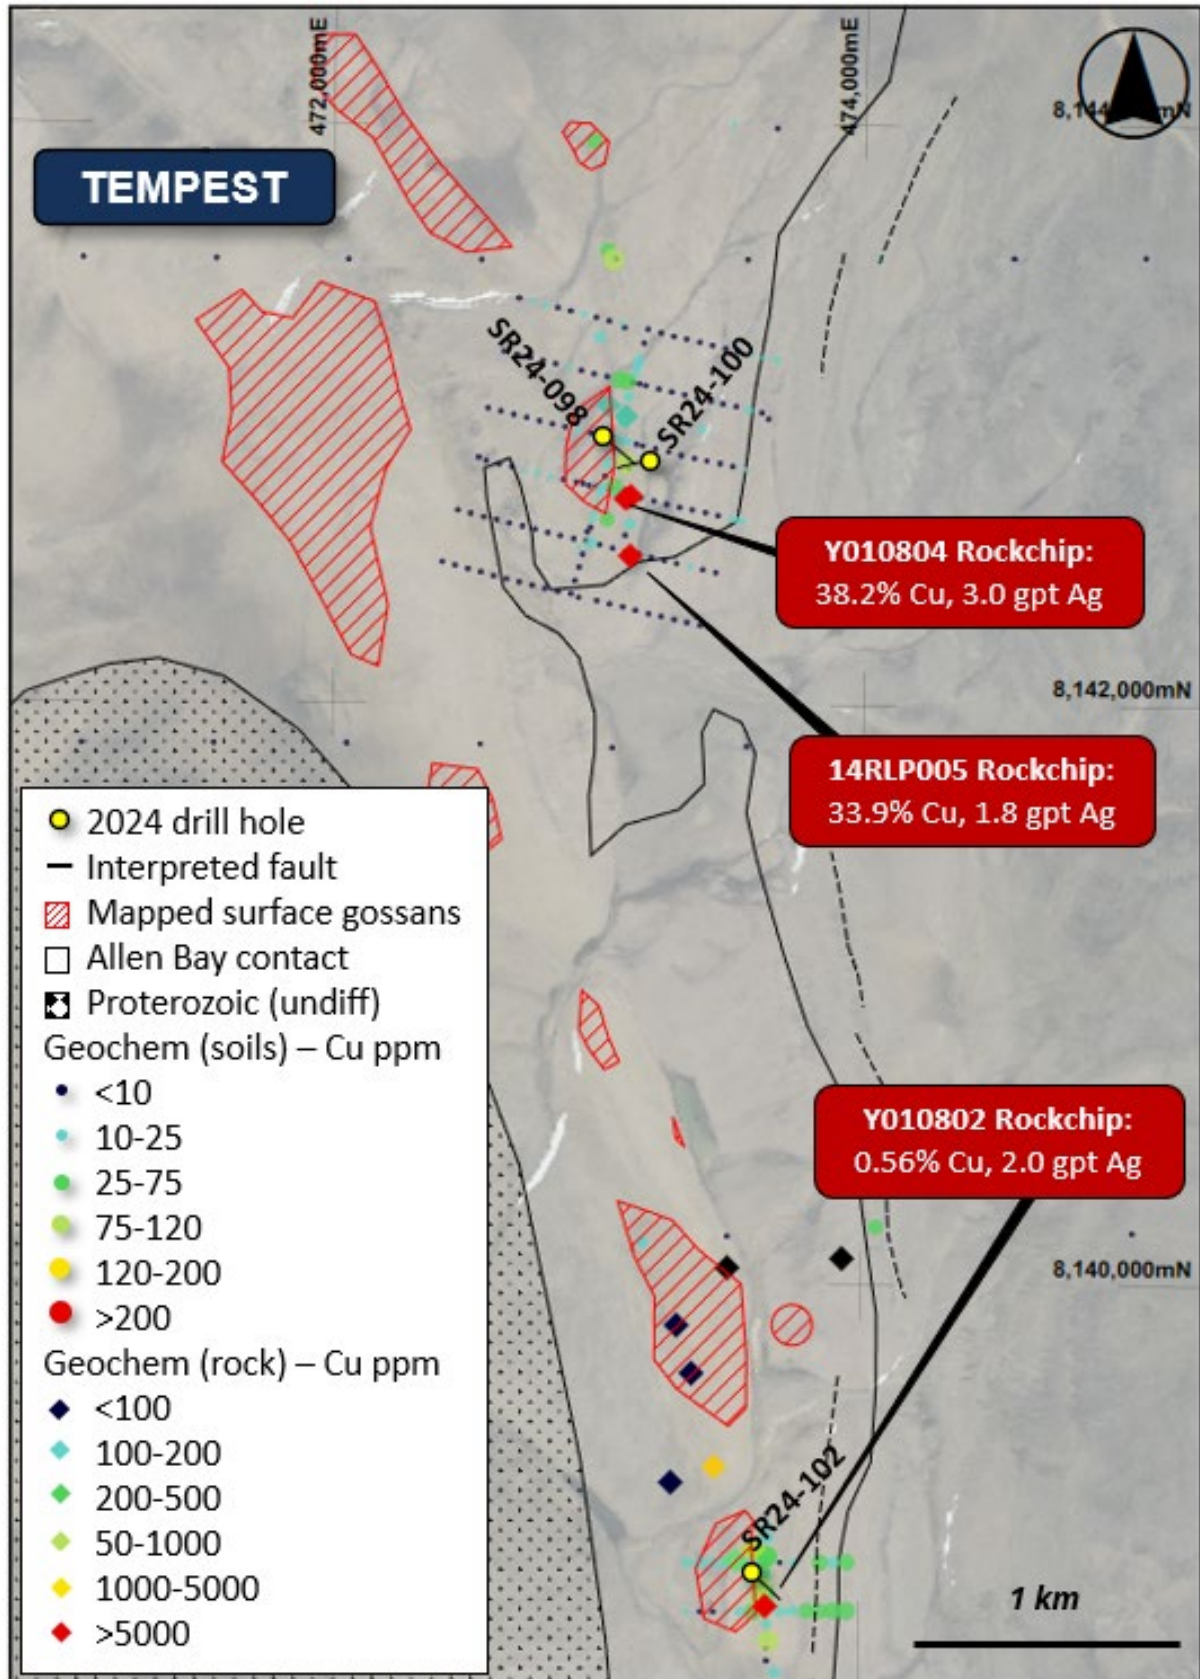 472,000mE
474,000mE
8,144,
mN
TEMPEST
SR24-098
SR24-100
Y010804 Rockchip:
38.2% Cu, 3.0 gpt Ag
8,142,000mN
14RLP005 Rockchip:
33.9% Cu, 1.8 gpt Ag
2024 drill hole
Interpreted fault
Mapped surface gossans
Allen Bay contact
Proterozoic (undiff)
Geochem (soils) – Cu ppm
<10
10-25
25-75
75-120
120-200
>200
Geochem (rock) – Cu ppm
<100
100-200
200-500
50-1000
1000-5000
>5000
Y010802 Rockchip:
0.56% Cu, 2.0 gpt Ag
8,140,000mN
SR24-102
1 km